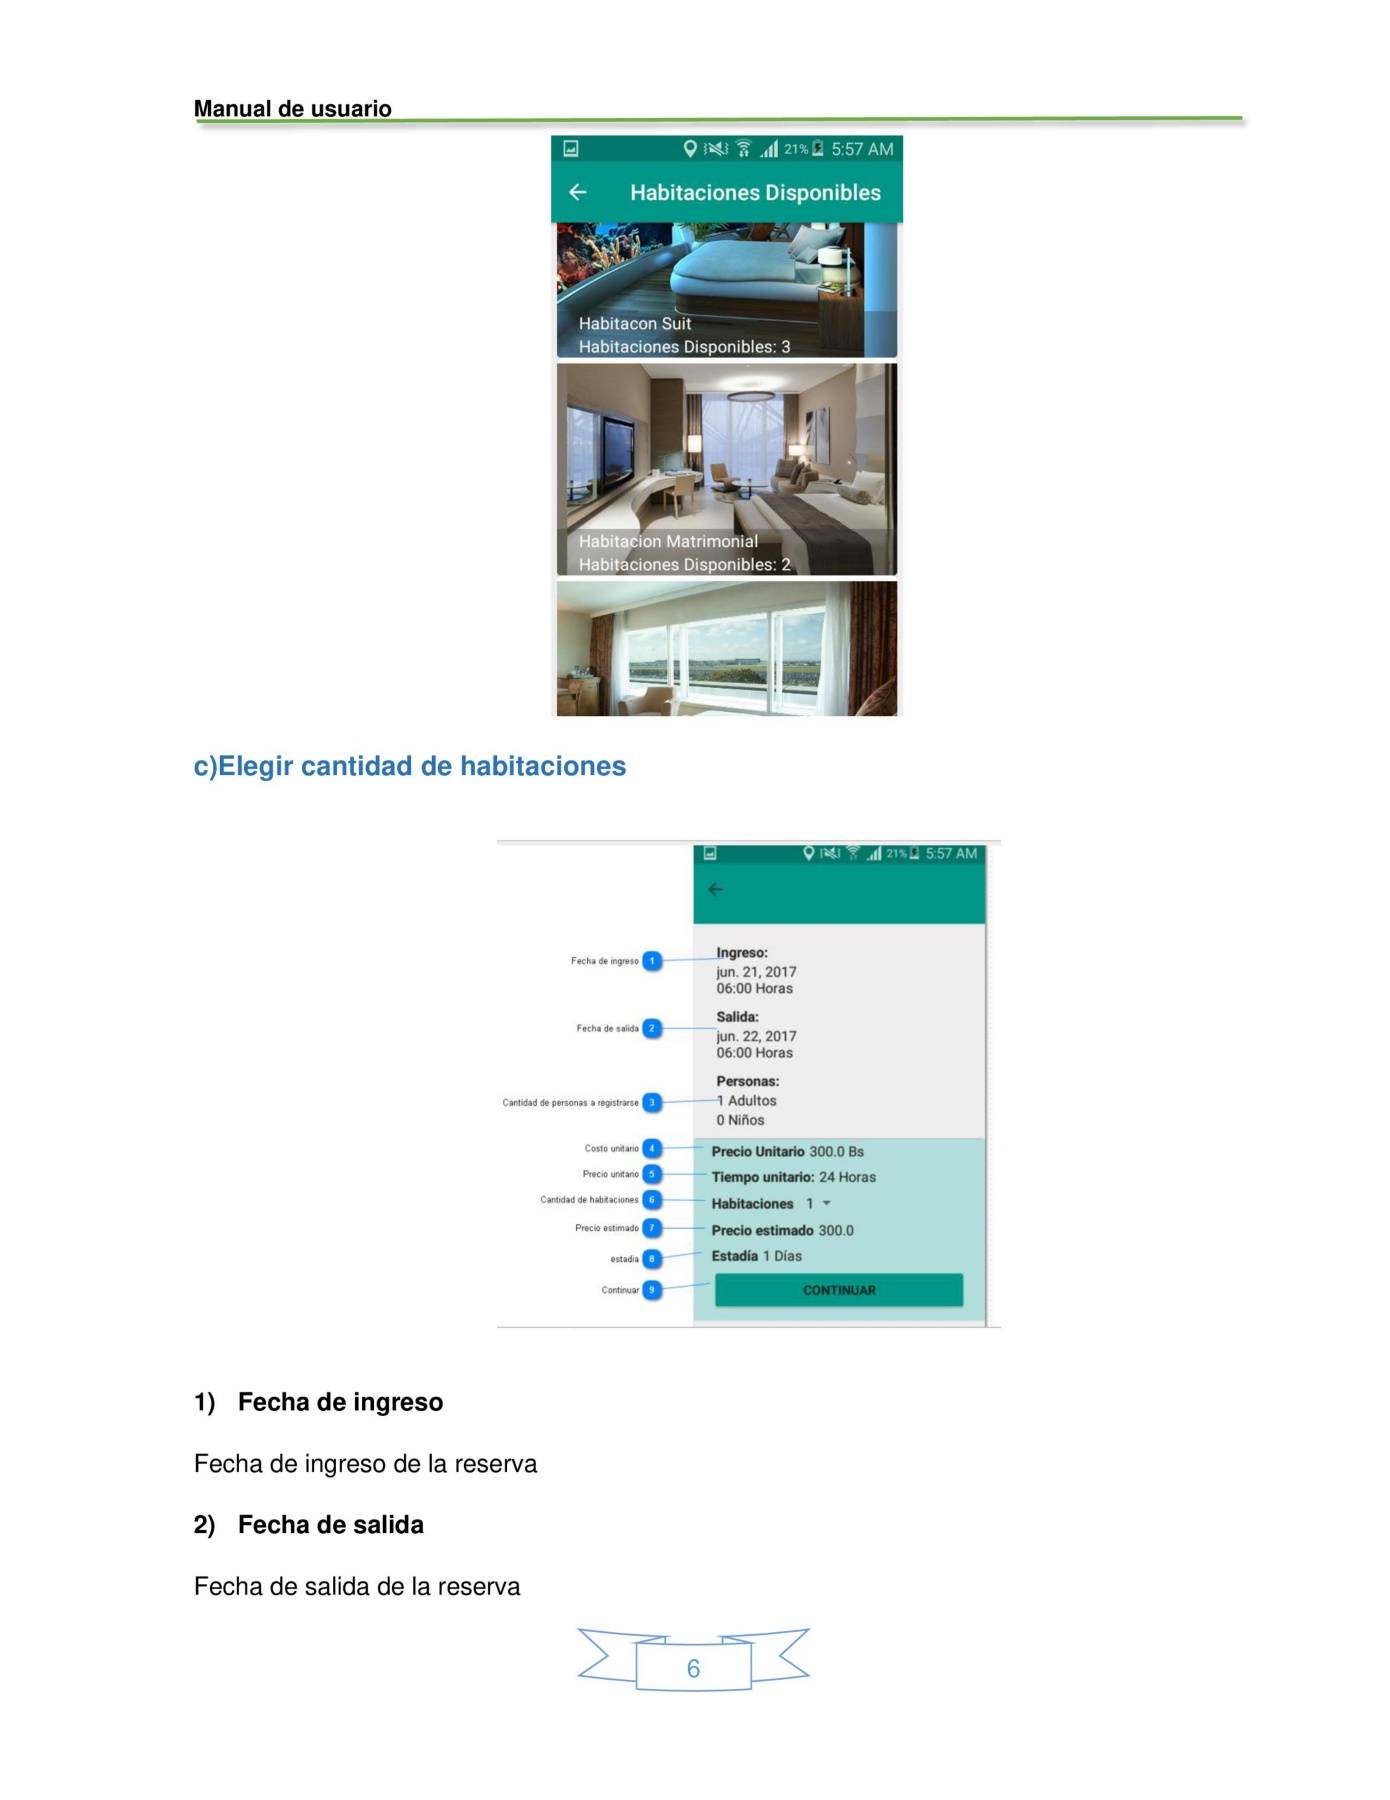 Manual de usuario
21% 5:57 AM
Habitaciones Disponibles
Habitacon Suit
Habitaciones Disponibles: 3
Habitacion Matrimonial
Habitaciones Disponibles: 2
c)Elegir cantidad de habitaciones
21% 5:57 AM
Fecha de ingreso 1
Ingreso:
jun. 21, 2017
06:00 Horas
Fecha de salida 2
Salida:
jun. 22, 2017
06:00 Horas
Cantidad de personas a registrarse 3
Personas:
1 Adultos
0 Niños
Costo unitario 4 Precio Unitario 300.0 Bs
Precio unitario 5 Tiempo unitario: 24 Horas
Cantidad de habitaciones 6 Habitaciones 1
Precio estimado 7 Precio estimado 300.0
estadia 8 Estadía 1 Días
Continuar 9 CONTINUAR
1) Fecha de ingreso
Fecha de ingreso de la reserva
2) Fecha de salida
Fecha de salida de la reserva
6